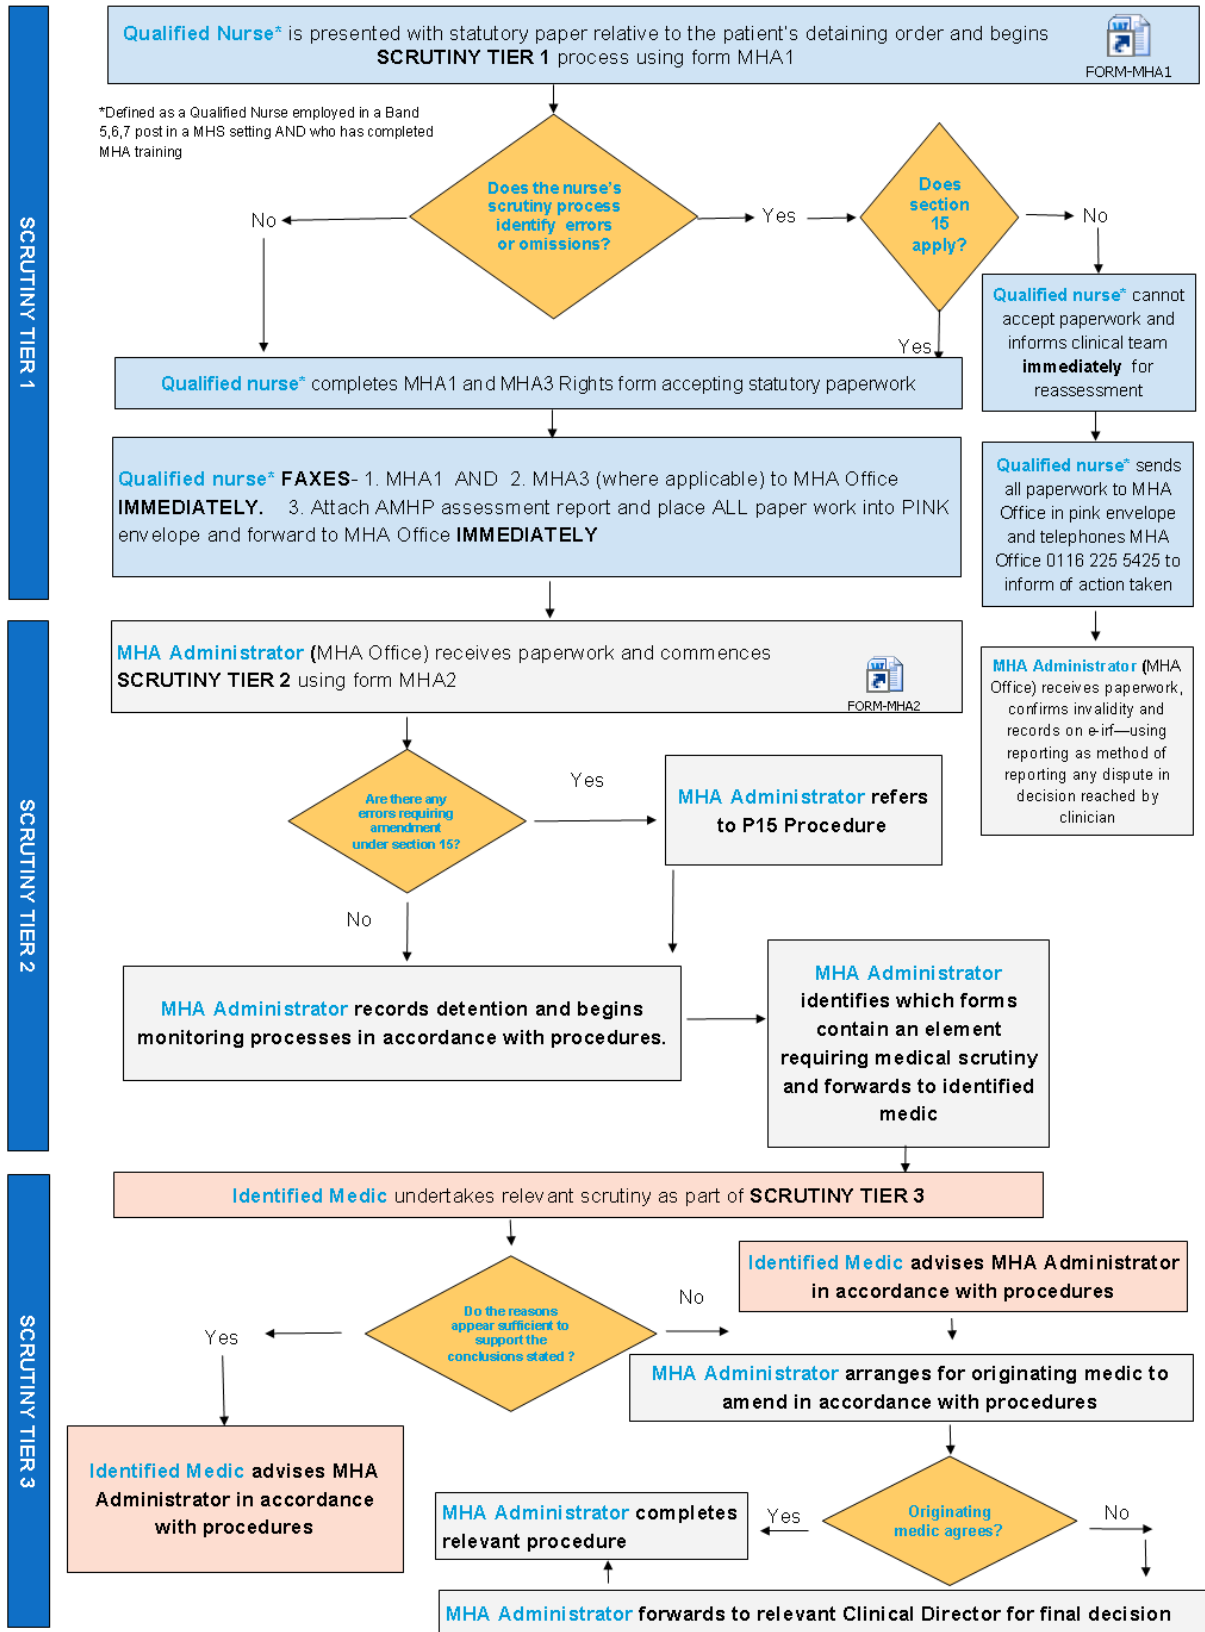 Qualified Nurse* is presented with statutory paper relative to the patient's detaining order and begins
SCRUTINY TIER 1 process using form MHA1
FORM-MHA1
*Defined as a Qualified Nurse employed in a Band
5,6,7 post in a MHS setting AND who has completed
MHA training
SCRUTINY TIER 1
Does the nurse's
scrutiny process
identify errors
or omissions?
No
Yes
Does
section
15
apply?
No
Yes
Qualified nurse* cannot
accept paperwork and
informs clinical team
immediately for
reassessment
Qualified nurse* completes MHA1 and MHA3 Rights form accepting statutory paperwork
Qualified nurse* FAXES- 1. MHA1 AND 2. MHA3 (where applicable) to MHA Office
IMMEDIATELY. 3. Attach AMHP assessment report and place ALL paper work into PINK
envelope and forward to MHA Office IMMEDIATELY
Qualified nurse* sends
all paperwork to MHA
Office in pink envelope
and telephones MHA
Office 0116 225 5425 to
inform of action taken
SCRUTINY TIER 2
MHA Administrator (MHA Office) receives paperwork and commences
SCRUTINY TIER 2 using form MHA2
FORM-MHA2
MHA Administrator (MHA
Office) receives paperwork,
confirms invalidity and
records on e-irf—using
reporting as method of
reporting any dispute in
decision reached by
clinician
Are there any
errors requiring
amendment
under section 15?
Yes
No
MHA Administrator refers
to P15 Procedure
MHA Administrator records detention and begins
monitoring processes in accordance with procedures.
MHA Administrator
identifies which forms
contain an element
requiring medical scrutiny
and forwards to identified
medic
SCRUTINY TIER 3
Identified Medic undertakes relevant scrutiny as part of SCRUTINY TIER 3
Do the reasons
appear sufficient to
support the
conclusions stated ?
Yes
No
Identified Medic advises MHA Administrator
in accordance with procedures
MHA Administrator arranges for originating medic to
amend in accordance with procedures
Identified Medic advises MHA
Administrator in accordance
with procedures
Originating
medic agrees?
Yes
No
MHA Administrator completes
relevant procedure
MHA Administrator forwards to relevant Clinical Director for final decision